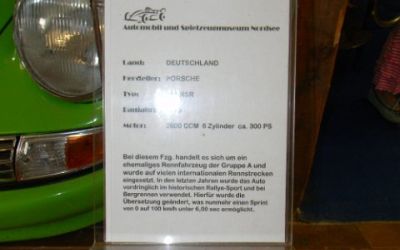 Automobil und Spielzeugmuseum Nordsee
Land: DEUTSCHLAND
Hersteller: PORSCHE
Typ: RSR
Baujahr:
Motor: 2800 CCM 6 Zylinder ca. 300 PS
Bei diesem Fzg. handelt es sich um ein
ehemaliges Rennfahrzeug der Gruppe A und
wurde auf vielen internationalen Rennstrecken
eingesetzt. In den letzten Jahren wurde das Auto
vordringlich im historischen Rallye-Sport und bei
Bergrennen verwendet. Hierfür wurde die
Übersetzung geändert, was nunmehr einen Sprint
von 0 auf 100 km/h unter 6,00 sec ermöglicht.